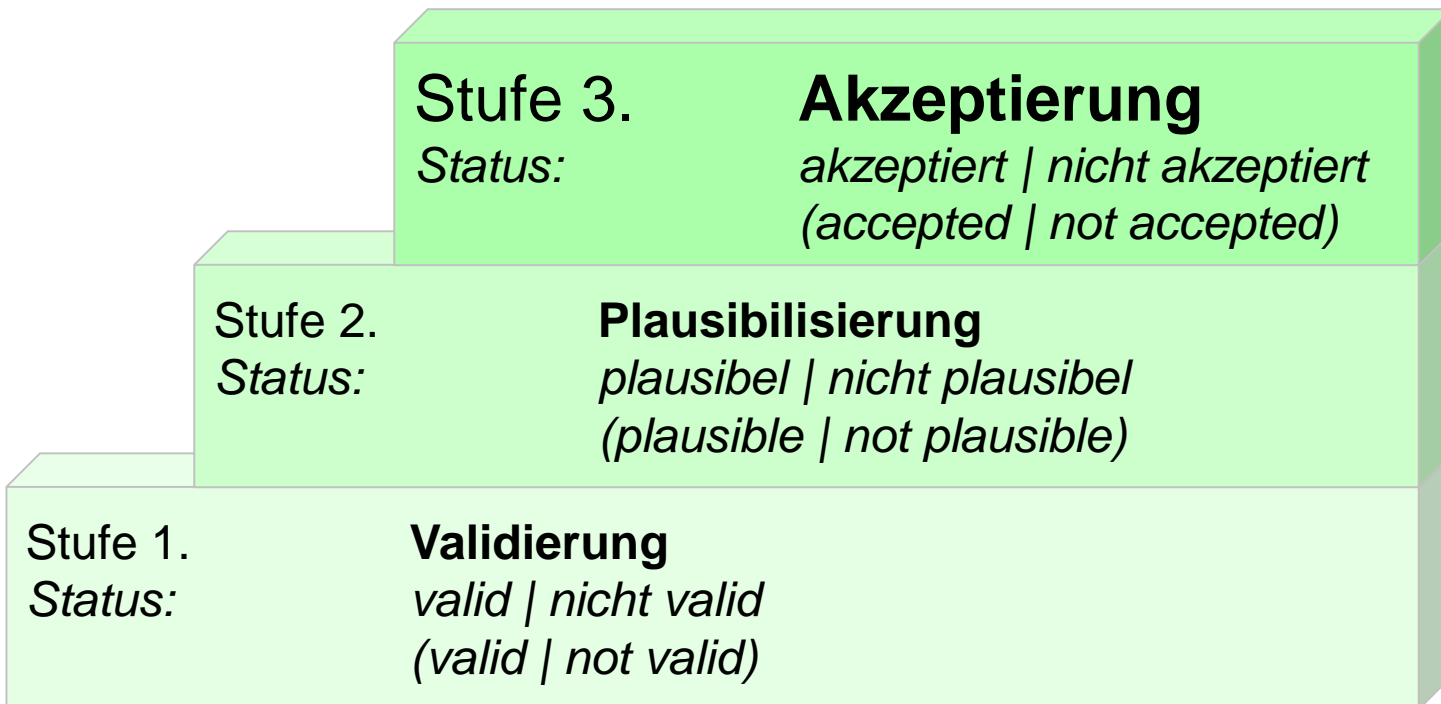 Stufe 3. Akzeptierung
Status: akzeptiert | nicht akzeptiert
(accepted | not accepted)
Stufe 2. Plausibilisierung
Status: plausibel | nicht plausibel
(plausible | not plausible)
Stufe 1. Validierung
Status: valid | nicht valid
(valid | not valid)